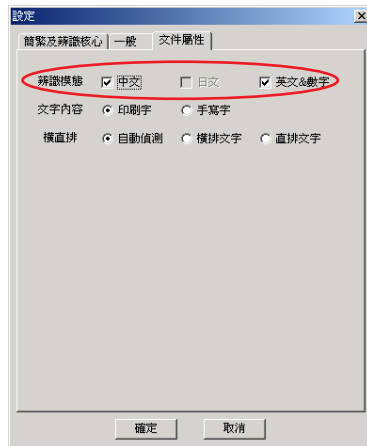 設定
簡繁及辨識核心 一般 文件屬性
辨識模態 中文 日文 英文&數字
文字內容 印刷字 手寫字
橫直排 自動偵測 橫排文字 直排文字
確定 取消